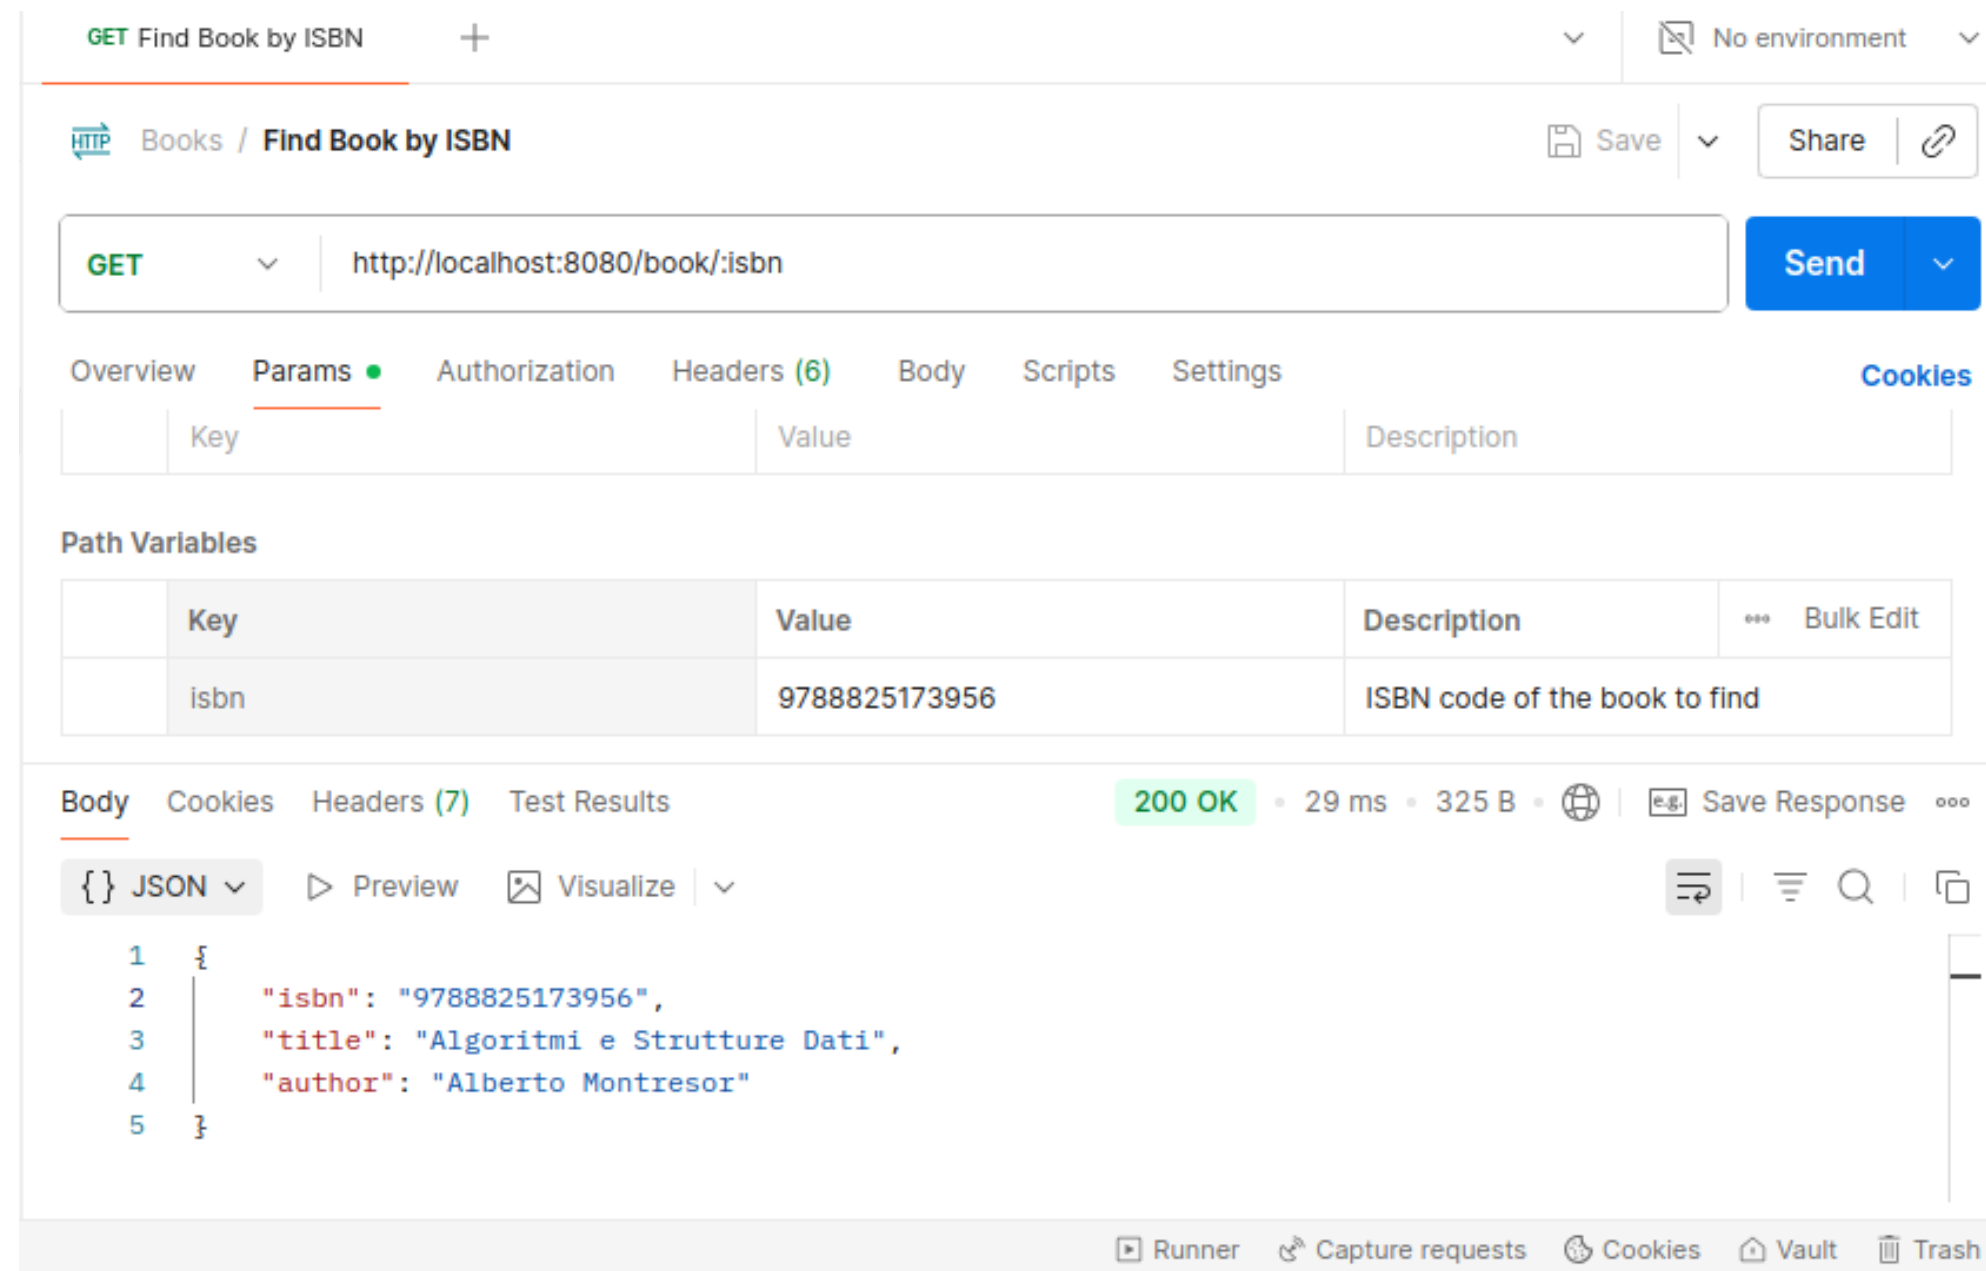 GET Find Book by ISBN
No environment
HTTP Books / Find Book by ISBN
Save
Share
GET http://localhost:8080/book/:isbn
Send
Overview Params Authorization Headers (6) Body Scripts Settings Cookies
Key Value Description
Path Variables
Key Value Description Bulk Edit
isbn 9788825173956 ISBN code of the book to find
Body Cookies Headers (7) Test Results 200 OK 29 ms 325 B e.g. Save Response
{} JSON Preview Visualize
1 {
2 "isbn": "9788825173956",
3 "title": "Algoritmi e Strutture Dati",
4 "author": "Alberto Montresor"
5 }
Runner Capture requests Cookies Vault Trash